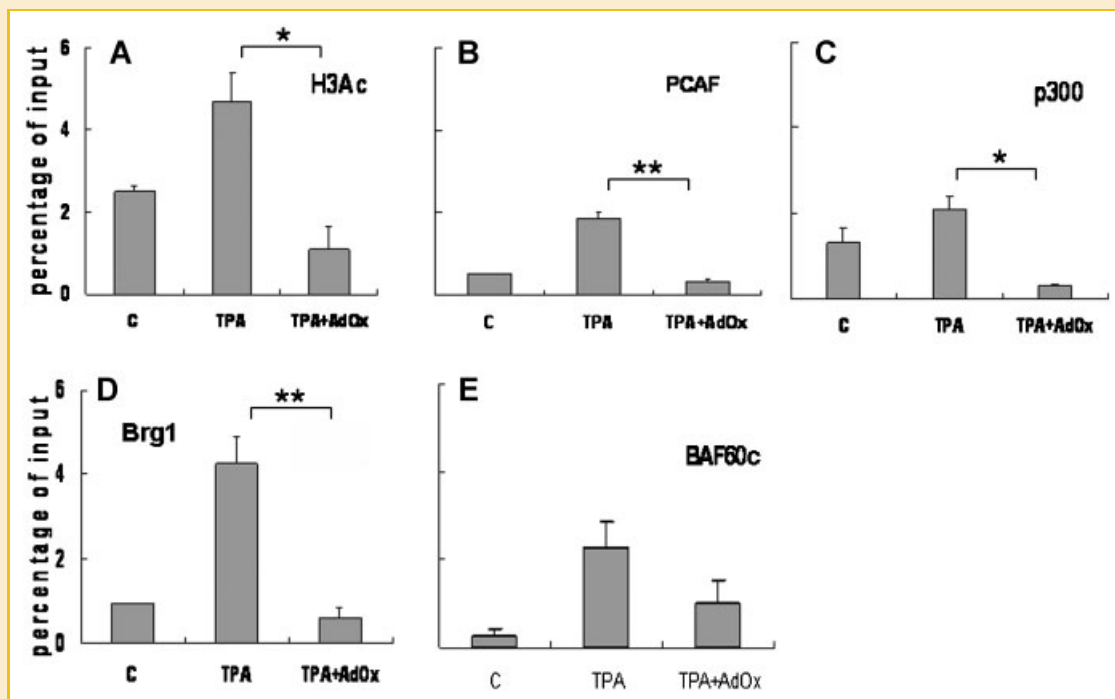 A
H3Ac
*
percentage of input
6
4
2
0
C TPA TPA+AdOx
B
PCAF
**
C TPA TPA+AdOx
C
p300
*
C TPA TPA+AdOx
D
Brg1
**
percentage of input
6
4
2
0
C TPA TPA+AdOx
E
BAF60c
C TPA TPA+AdOx